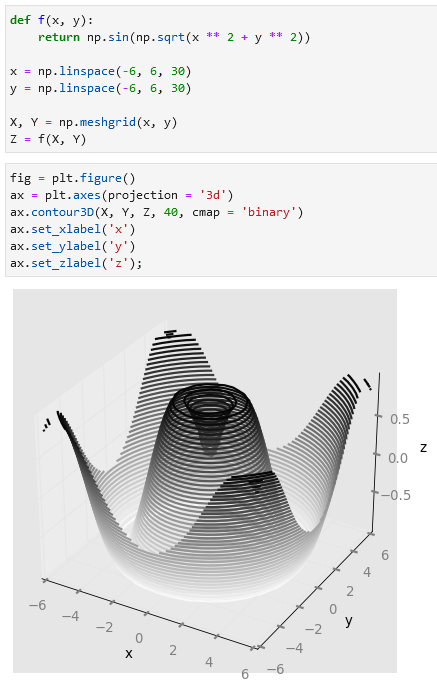 def f(x, y):
    return np.sin(np.sqrt(x ** 2 + y ** 2))
x = np.linspace(-6, 6, 30)
y = np.linspace(-6, 6, 30)
X, Y = np.meshgrid(x, y)
Z = f(X, Y)
fig = plt.figure()
ax = plt.axes(projection = '3d')
ax.contour3D(X, Y, Z, 40, cmap = 'binary')
ax.set_xlabel('x')
ax.set_ylabel('y')
ax.set_zlabel('z');
0.5
0.0
−0.5
z
−6
−4
−2
0
2
4
6
x
−6
−4
−2
0
2
4
6
y